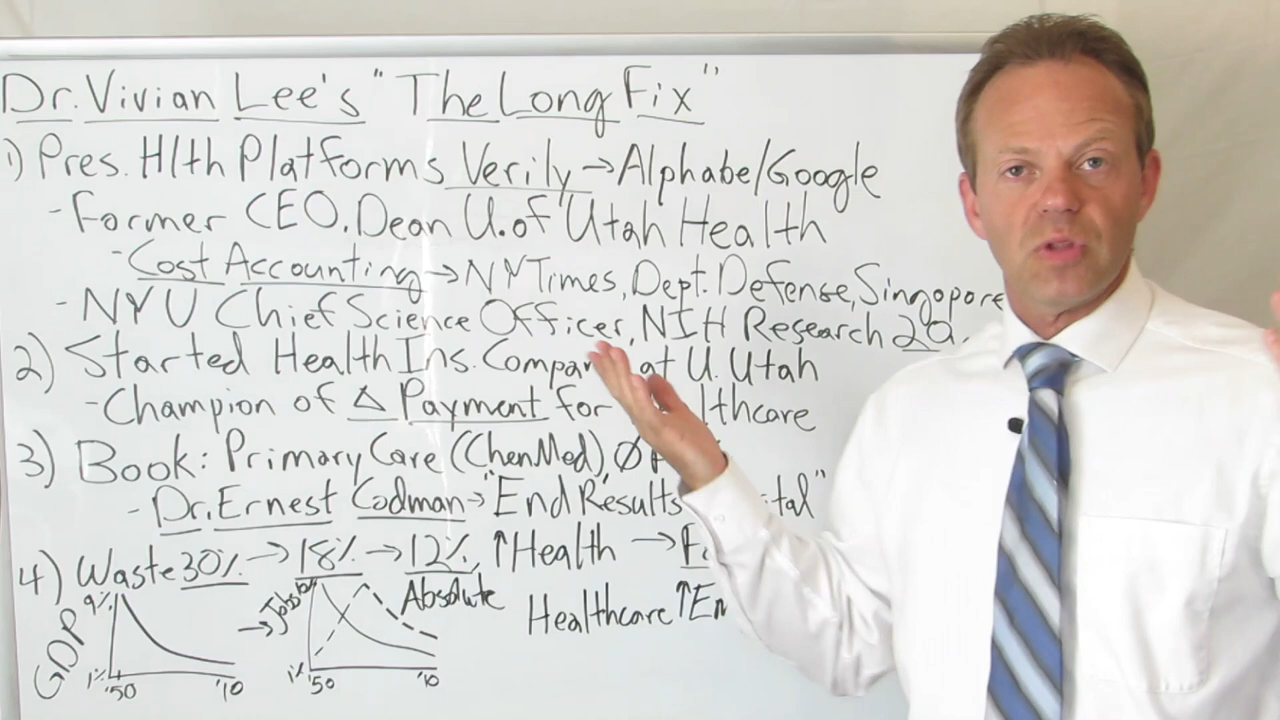 Dr. Vivian Lee's "The Long Fix"
1) Pres. Hlth Platforms Verily → Alphabe/Google
- Former CEO, Dean U. of Utah Health
- Cost Accounting → NY Times, Dept. Defense, Singopore
- NYU Chief Science Officer, NIH Research 20
2) Started Health Ins. Compan at U. Utah
- Champion of Δ Payment for lthcare
3) Book: Primary Care (ChenMed), Ø
- Dr. Ernest Codman → "End Results tal"
4) Waste 30% → 18% → 12%, ↑Health →
Absolute
Healthcare ↑En
GDP 9% → Jobs
1% '50 '10 1% '50 '10